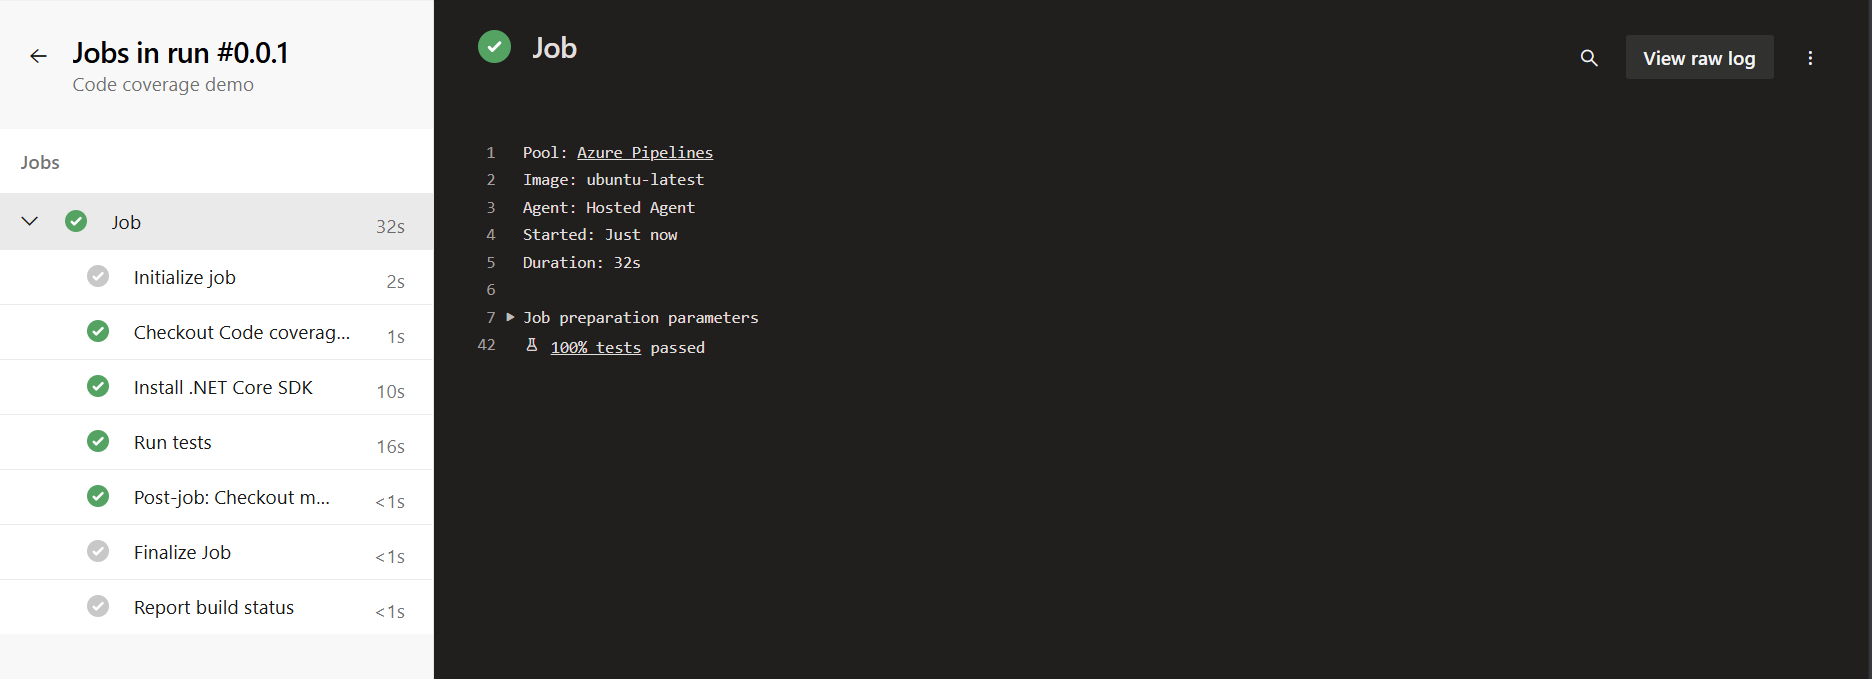 Jobs in run #0.0.1
Code coverage demo
Jobs
Job 32s
Initialize job 2s
Checkout Code coverag... 1s
Install .NET Core SDK 10s
Run tests 16s
Post-job: Checkout m... <1s
Finalize Job <1s
Report build status <1s
Job
View raw log
1 Pool: Azure Pipelines
2 Image: ubuntu-latest
3 Agent: Hosted Agent
4 Started: Just now
5 Duration: 32s
6
7 Job preparation parameters
42 100% tests passed